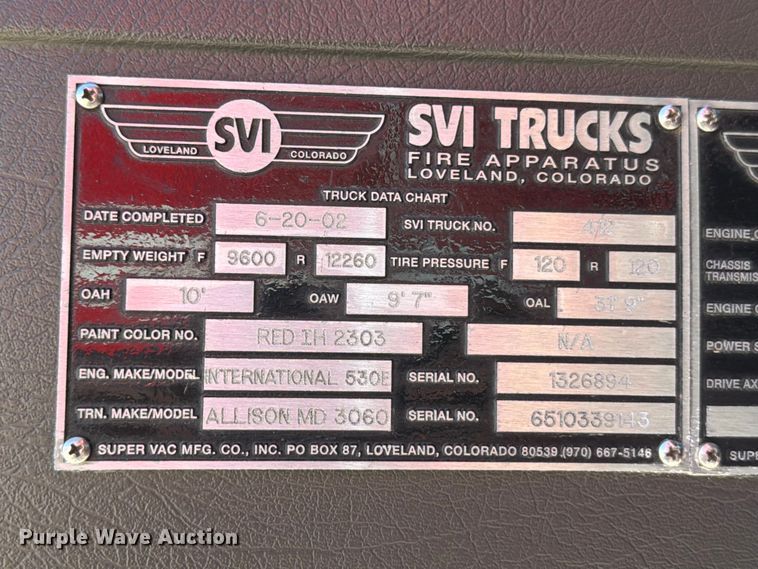 SVI
LOVELAND COLORADO
SVI TRUCKS
FIRE APPARATUS
LOVELAND, COLORADO
TRUCK DATA CHART
DATE COMPLETED 6-20-02 SVI TRUCK NO.
EMPTY WEIGHT F 9600 R 12260 TIRE PRESSURE F 120 R 120
OAH 10' OAW 9' 7" OAL 31' 9"
PAINT COLOR NO. RED IH 2303 N/A
ENG. MAKE/MODEL INTERNATIONAL 530E SERIAL NO. 1326894
TRN. MAKE/MODEL ALLISON MD 3060 SERIAL NO. 6510339143
SUPER VAC MFG. CO., INC. PO BOX 87, LOVELAND, COLORADO 80539 (970) 667-5146
ENGINE
CHASSIS
TRANSMIS
ENGINE
POWER S
DRIVE AX
SUPE
Purple Wave Auction